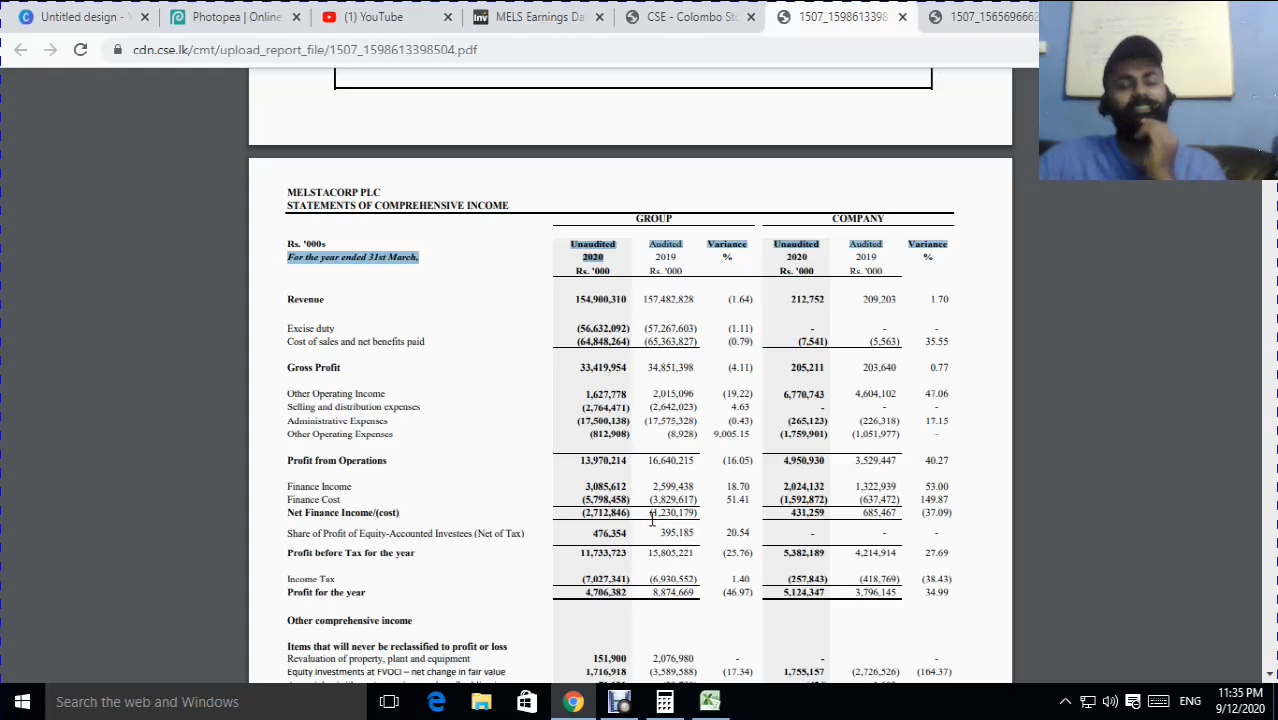 Untitled design -
Photopea | Online
(1) YouTube
MELS Earnings Da
CSE - Colombo Sto
1507_1598613398
1507_1565696662
cdn.cse.lk/cmt/upload_report_file/1507_1598613398504.pdf
MELSTACORP PLC
STATEMENTS OF COMPREHENSIVE INCOME
GROUP COMPANY
Rs. '000s Unaudited Audited Variance Unaudited Audited Variance
For the year ended 31st March, 2020 2019 % 2020 2019 %
Rs. '000 Rs. '000 Rs. '000 Rs. '000
Revenue 154,900,310 157,482,828 (1.64) 212,752 209,203 1.70
Excise duty (56,632,092) (57,267,603) (1.11) - - -
Cost of sales and net benefits paid (64,848,264) (65,363,827) (0.79) (7,541) (5,563) 35.55
Gross Profit 33,419,954 34,851,398 (4.11) 205,211 203,640 0.77
Other Operating Income 1,627,778 2,015,096 (19.22) 6,770,743 4,604,102 47.06
Selling and distribution expenses (2,764,471) (2,642,023) 4.63 - - -
Administrative Expenses (17,500,138) (17,575,328) (0.43) (265,123) (226,318) 17.15
Other Operating Expenses (812,908) (8,928) 9,005.15 (1,759,901) (1,051,977) -
Profit from Operations 13,970,214 16,640,215 (16.05) 4,950,930 3,529,447 40.27
Finance Income 3,085,612 2,599,438 18.70 2,024,132 1,322,939 53.00
Finance Cost (5,798,458) (3,829,617) 51.41 (1,592,872) (637,472) 149.87
Net Finance Income/(cost) (2,712,846) (1,230,179) 431,259 685,467 (37.09)
Share of Profit of Equity-Accounted Investees (Net of Tax) 476,354 395,185 20.54 - - -
Profit before Tax for the year 11,733,723 15,805,221 (25.76) 5,382,189 4,214,914 27.69
Income Tax (7,027,341) (6,930,552) 1.40 (257,843) (418,769) (38.43)
Profit for the year 4,706,382 8,874,669 (46.97) 5,124,347 3,796,145 34.99
Other comprehensive income
Items that will never be reclassified to profit or loss
Revaluation of property, plant and equipment 151,900 2,076,980 - -
Equity Investments at FVOCI – net change in fair value 1,716,918 (3,589,588) (17.34) 1,755,157 (2,726,526) (164.37)
Search the web and Windows
ENG
11:35 PM
9/12/2020